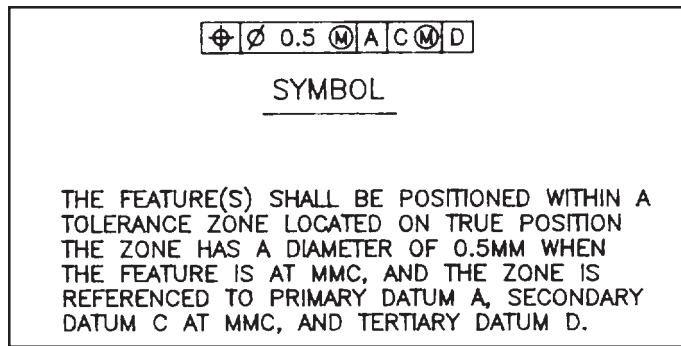 ⌖ Ø 0.5 Ⓜ A C Ⓜ D
SYMBOL
THE FEATURE(S) SHALL BE POSITIONED WITHIN A
TOLERANCE ZONE LOCATED ON TRUE POSITION
THE ZONE HAS A DIAMETER OF 0.5MM WHEN
THE FEATURE IS AT MMC, AND THE ZONE IS
REFERENCED TO PRIMARY DATUM A, SECONDARY
DATUM C AT MMC, AND TERTIARY DATUM D.